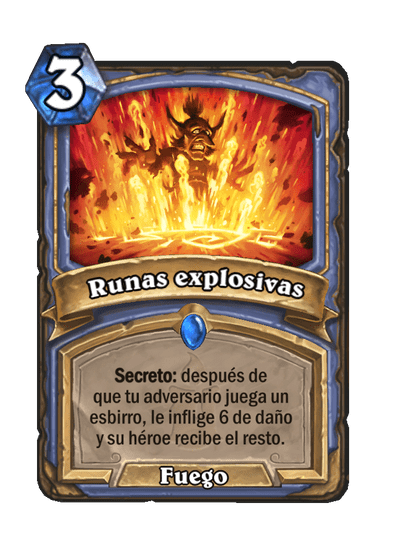 3
Runas explosivas
Secreto: después de
que tu adversario juega un
esbirro, le inflige 6 de daño
y su héroe recibe el resto.
Fuego